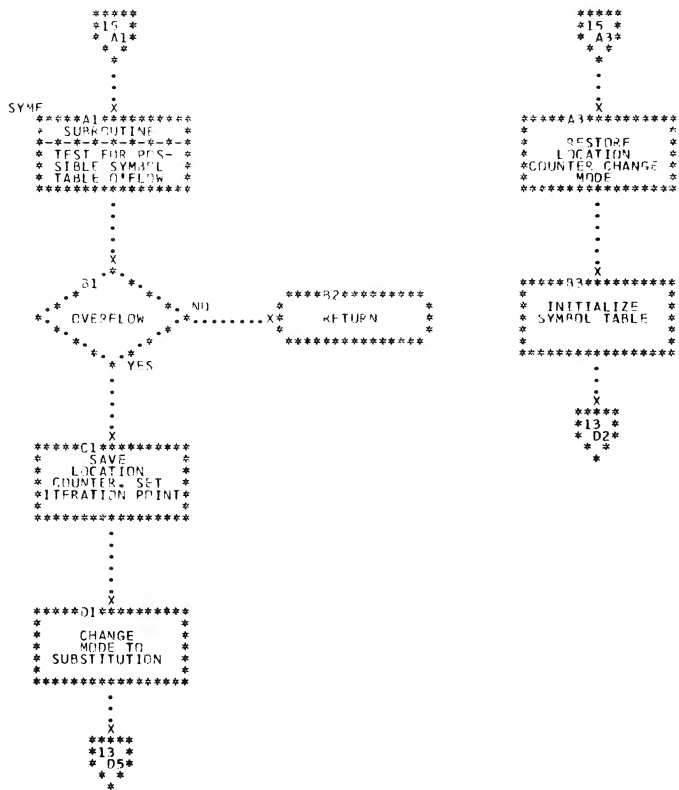 15
A1
SYMF
A1
SUBROUTINE
TEST FOR POS-
SIBLE SYMBOL
TABLE O'FLOW
B1
OVERFLOW
NO
B2
RETURN
YES
C1
SAVE
LOCATION
COUNTER. SET
ITERATION POINT
D1
CHANGE
MODE TO
SUBSTITUTION
13
D5
15
A3
A3
RESTORE
LOCATION
COUNTER CHANGE
MODE
B3
INITIALIZE
SYMBOL TABLE
13
D2